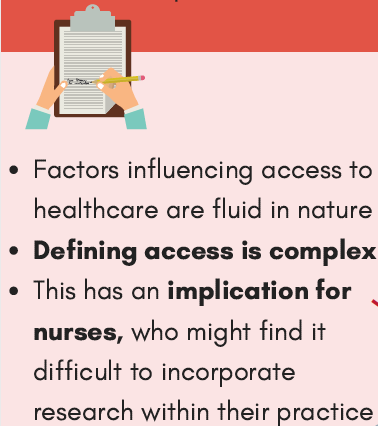 • Factors influencing access to
healthcare are fluid in nature
• Defining access is complex
• This has an implication for
nurses, who might find it
difficult to incorporate
research within their practice